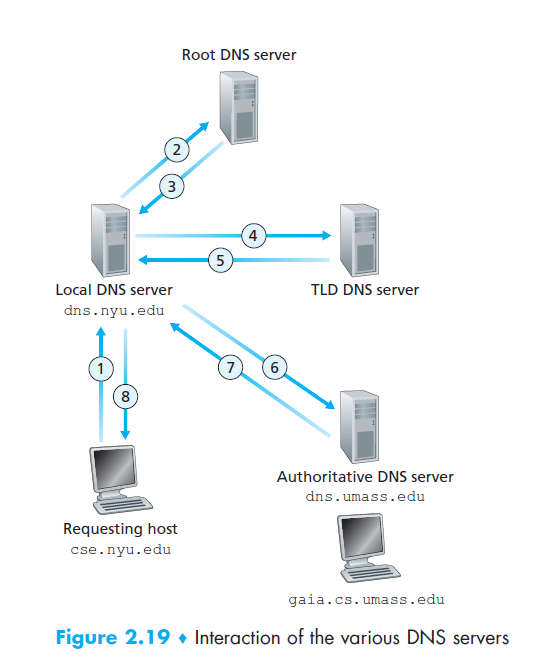 Root DNS server
2
3
4
5
Local DNS server
dns.nyu.edu
TLD DNS server
1
8
7
6
Authoritative DNS server
dns.umass.edu
Requesting host
cse.nyu.edu
gaia.cs.umass.edu
Figure 2.19 ♦ Interaction of the various DNS servers